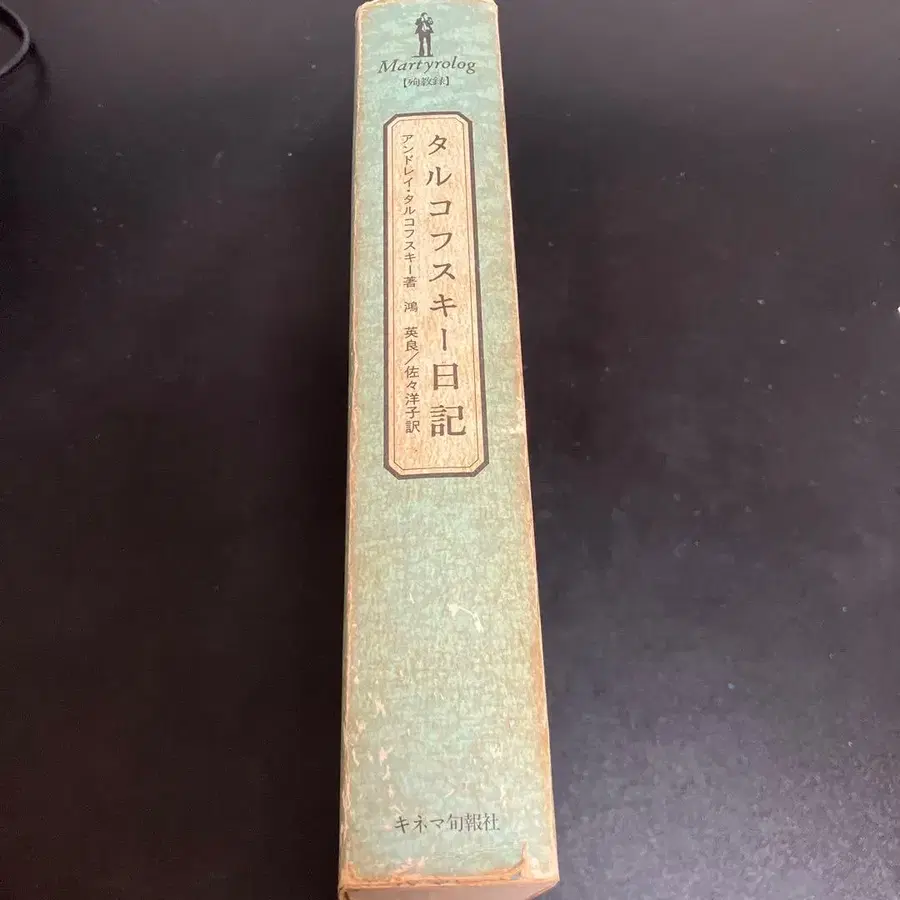 Martyrolog
【殉教録】
タルコフスキー日記
アンドレイ・タルコフスキー著 鴻 英良／佐々洋子訳
キネマ旬報社